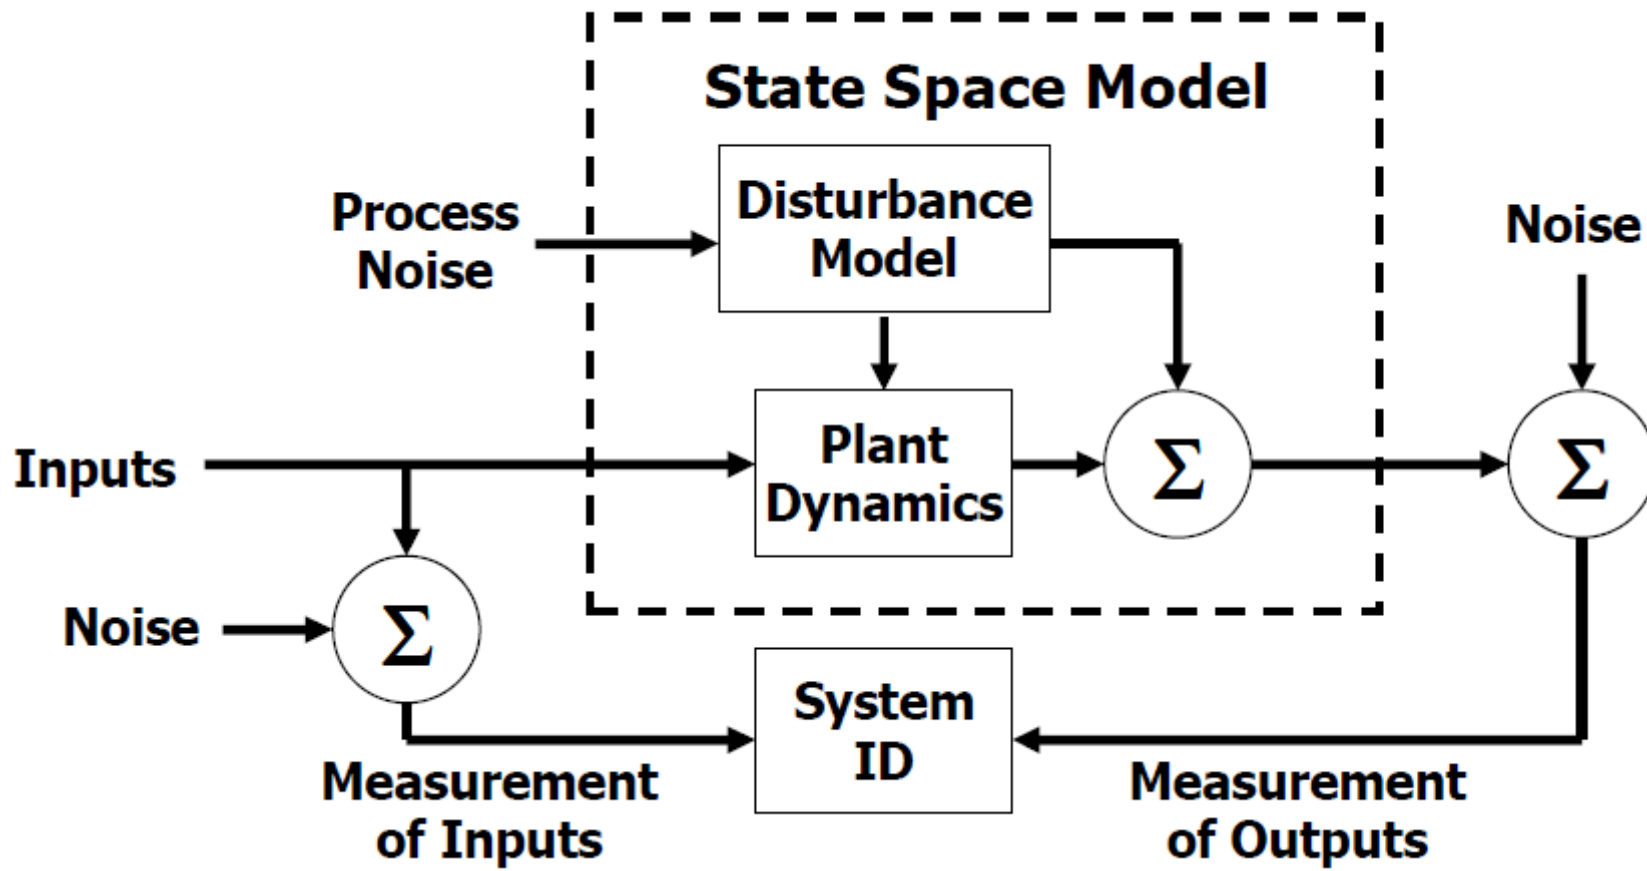 State Space Model
Process
Noise
Disturbance
Model
Noise
Inputs
Plant
Dynamics
Σ
Σ
Noise
Σ
System
ID
Measurement
of Inputs
Measurement
of Outputs